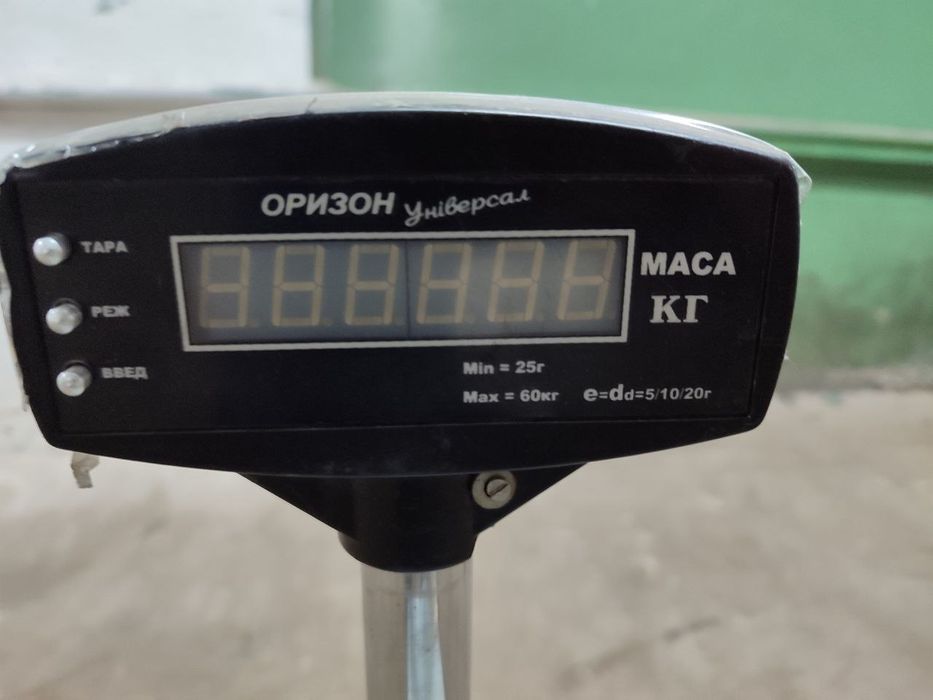 ОРИЗОН Універсал
ТАРА
РЕЖ
ВВЕД
МАСА
КГ
Min = 25г
Max = 60кг e=dd=5/10/20г